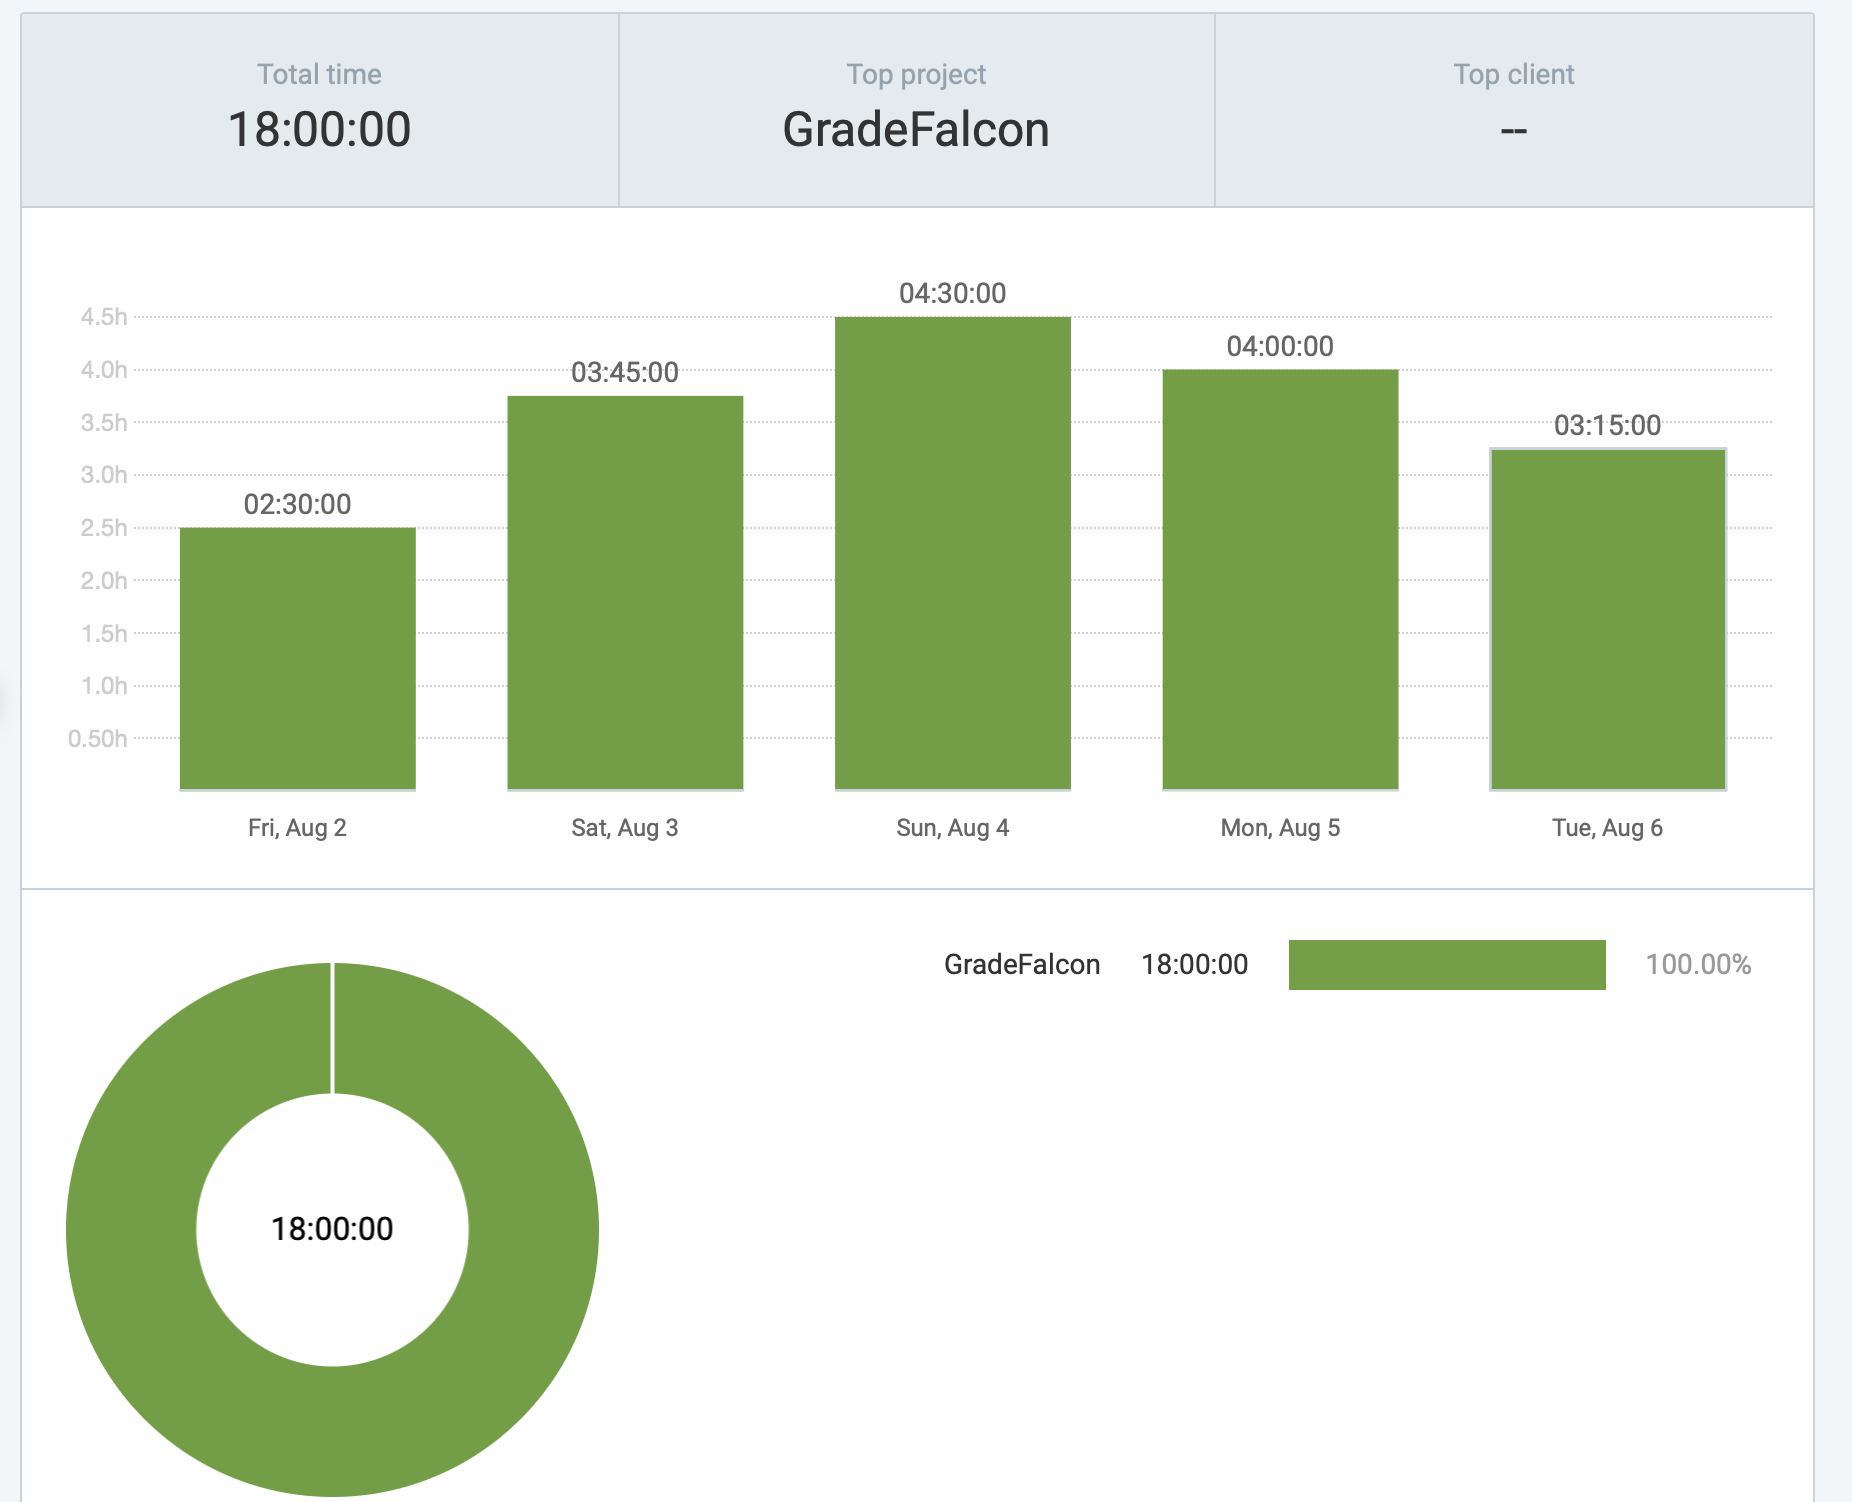 Total time
18:00:00
Top project
GradeFalcon
Top client
--
04:30:00
4.5h
04:00:00
4.0h
03:45:00
3.5h
03:15:00
3.0h
02:30:00
2.5h
2.0h
1.5h
1.0h
0.50h
Fri, Aug 2
Sat, Aug 3
Sun, Aug 4
Mon, Aug 5
Tue, Aug 6
GradeFalcon 18:00:00 100.00%
18:00:00